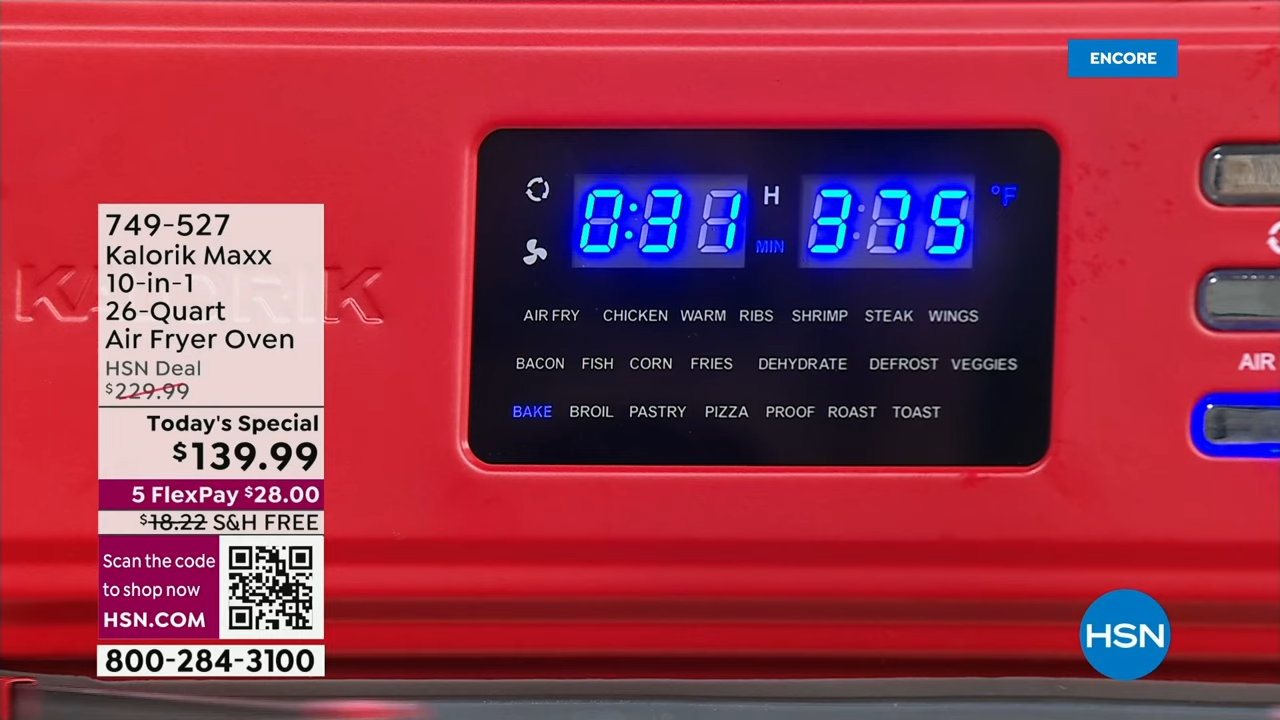 ENCORE
749-527
Kalorik Maxx
10-in-1
26-Quart
Air Fryer Oven
HSN Deal
$229.99
Today's Special
$139.99
5 FlexPay $28.00
$18.22 S&H FREE
Scan the code
to shop now
HSN.COM
800-284-3100
KALORIK
0:31 H MIN 375 °F
AIR FRY CHICKEN WARM RIBS SHRIMP STEAK WINGS
BACON FISH CORN FRIES DEHYDRATE DEFROST VEGGIES
BAKE BROIL PASTRY PIZZA PROOF ROAST TOAST
AIR
HSN